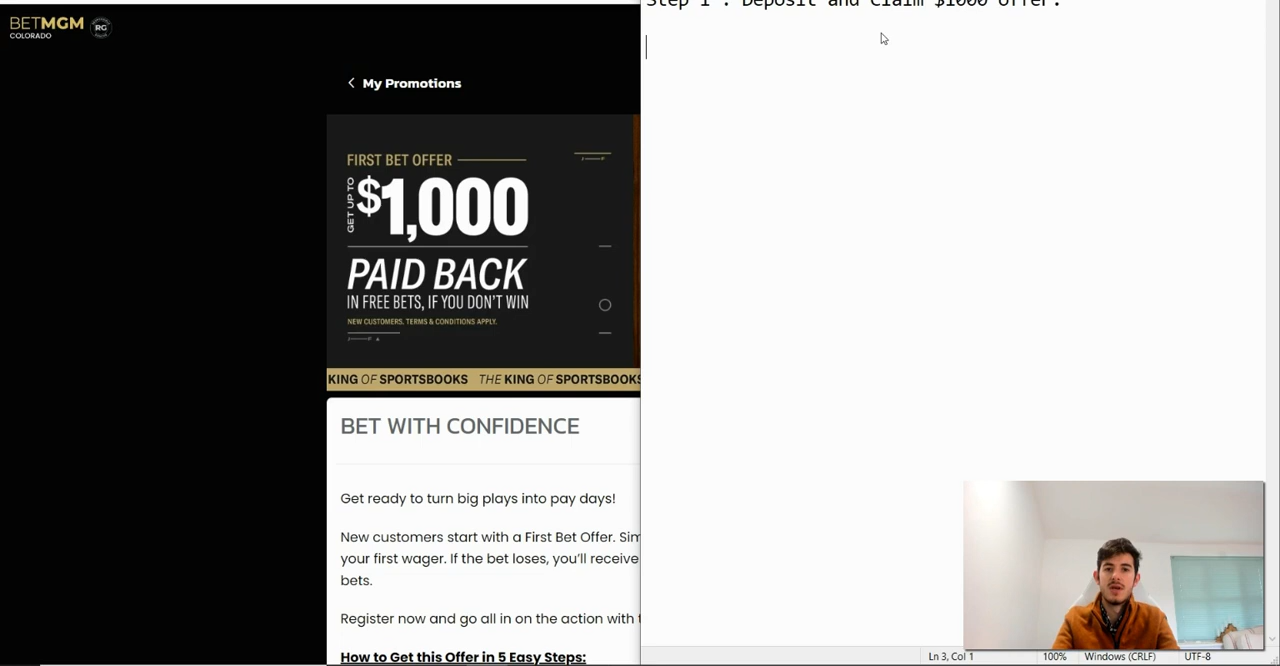 BETMGM
COLORADO
RG
My Promotions
FIRST BET OFFER
GET UP TO
$1,000
PAID BACK
IN FREE BETS, IF YOU DON'T WIN
NEW CUSTOMERS. TERMS & CONDITIONS APPLY.
KING OF SPORTSBOOKS THE KING OF SPORTSBOOKS
BET WITH CONFIDENCE
Get ready to turn big plays into pay days!
New customers start with a First Bet Offer. Sim
your first wager. If the bet loses, you'll receive
bets.
Register now and go all in on the action with t
How to Get this Offer in 5 Easy Steps:
Step 1 : Deposit and Claim $1000 offer.
Ln 3, Col 1
100%
Windows (CRLF)
UTF-8